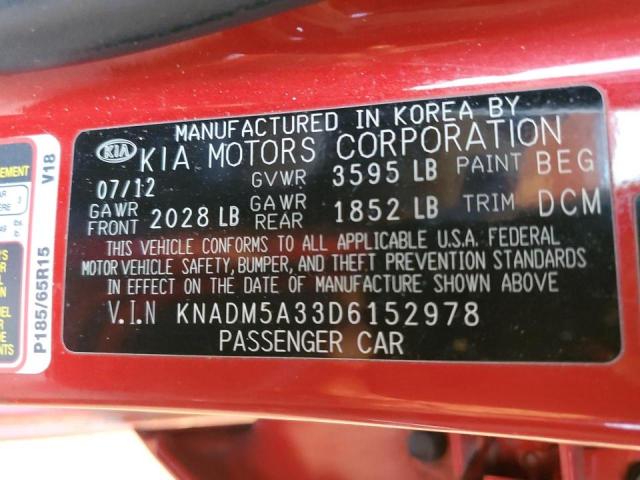 MANUFACTURED IN KOREA BY
KIA KIA MOTORS CORPORATION
07/12 GVWR 3595 LB PAINT BEG
GAWR FRONT 2028 LB GAWR REAR 1852 LB TRIM DCM
THIS VEHICLE CONFORMS TO ALL APPLICABLE U.S.A. FEDERAL
MOTOR VEHICLE SAFETY, BUMPER, AND THEFT PREVENTION STANDARDS
IN EFFECT ON THE DATE OF MANUFACTURE SHOWN ABOVE
V.I.N KNADM5A33D6152978
PASSENGER CAR
V18
P185/65R15